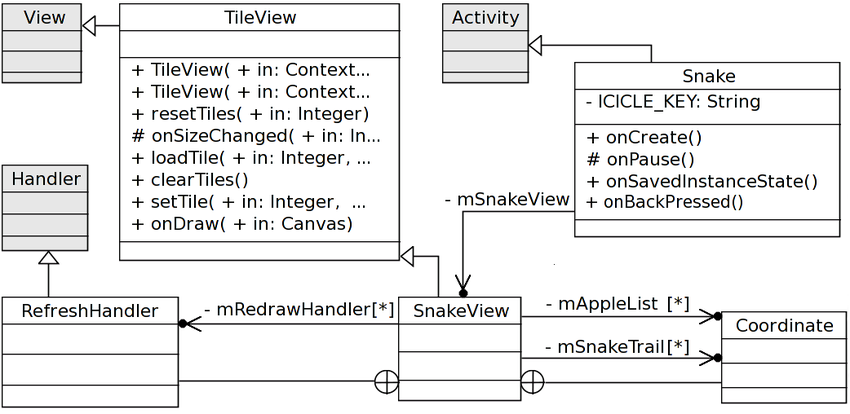 View
TileView
+ TileView( + in: Context...
+ TileView( + in: Context...
+ resetTiles( + in: Integer)
# onSizeChanged( + in: In...
+ loadTile( + in: Integer, ...
+ clearTiles()
+ setTile( + in: Integer,  ...
+ onDraw( + in: Canvas)
Activity
Snake
- ICICLE_KEY: String
+ onCreate()
# onPause()
+ onSavedInstanceState()
+ onBackPressed()
Handler
- mSnakeView
RefreshHandler
- mRedrawHandler[*]
SnakeView
- mAppleList [*]
- mSnakeTrail[*]
Coordinate